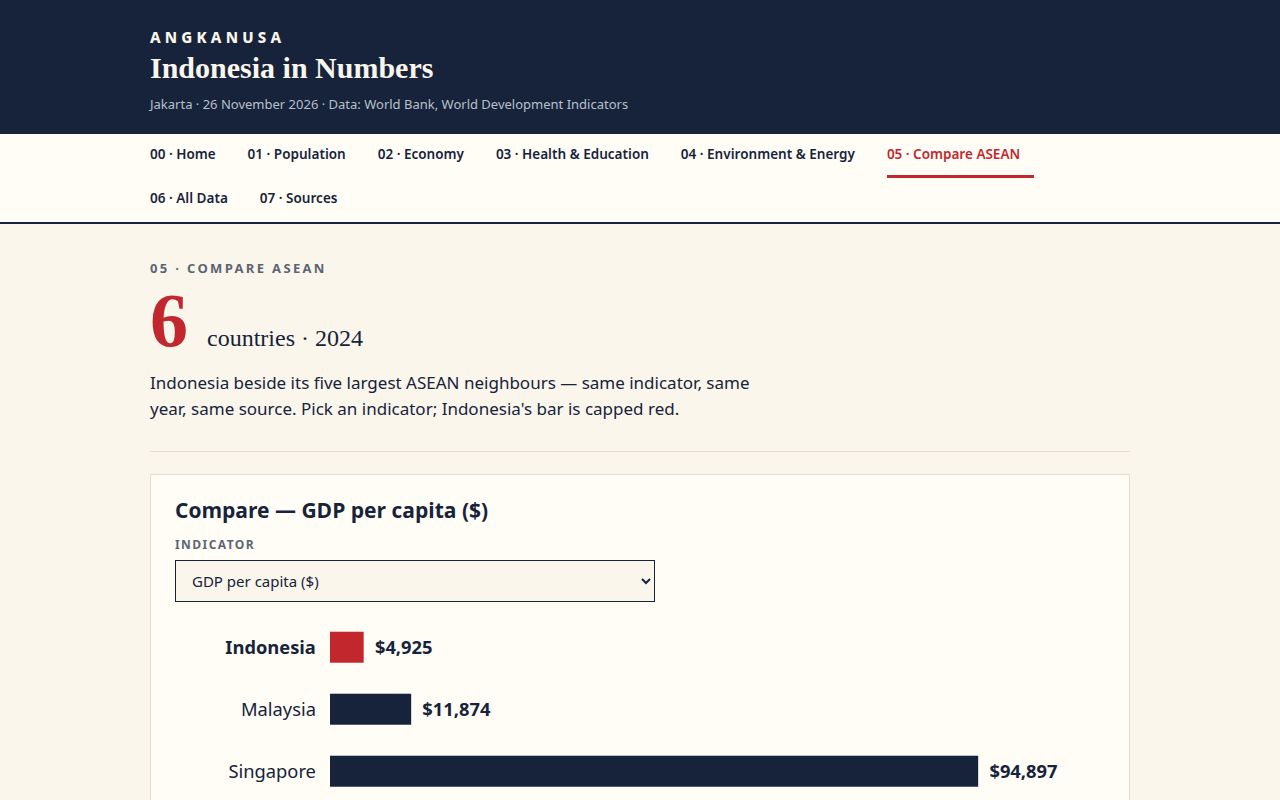 ANGKANUSA
Indonesia in Numbers
Jakarta · 26 November 2026 · Data: World Bank, World Development Indicators
00 · Home 01 · Population 02 · Economy 03 · Health & Education 04 · Environment & Energy 05 · Compare ASEAN
06 · All Data 07 · Sources
05 · COMPARE ASEAN
6 countries · 2024
Indonesia beside its five largest ASEAN neighbours — same indicator, same
year, same source. Pick an indicator; Indonesia's bar is capped red.
Compare — GDP per capita ($)
INDICATOR
GDP per capita ($)
Indonesia $4,925
Malaysia $11,874
Singapore $94,897